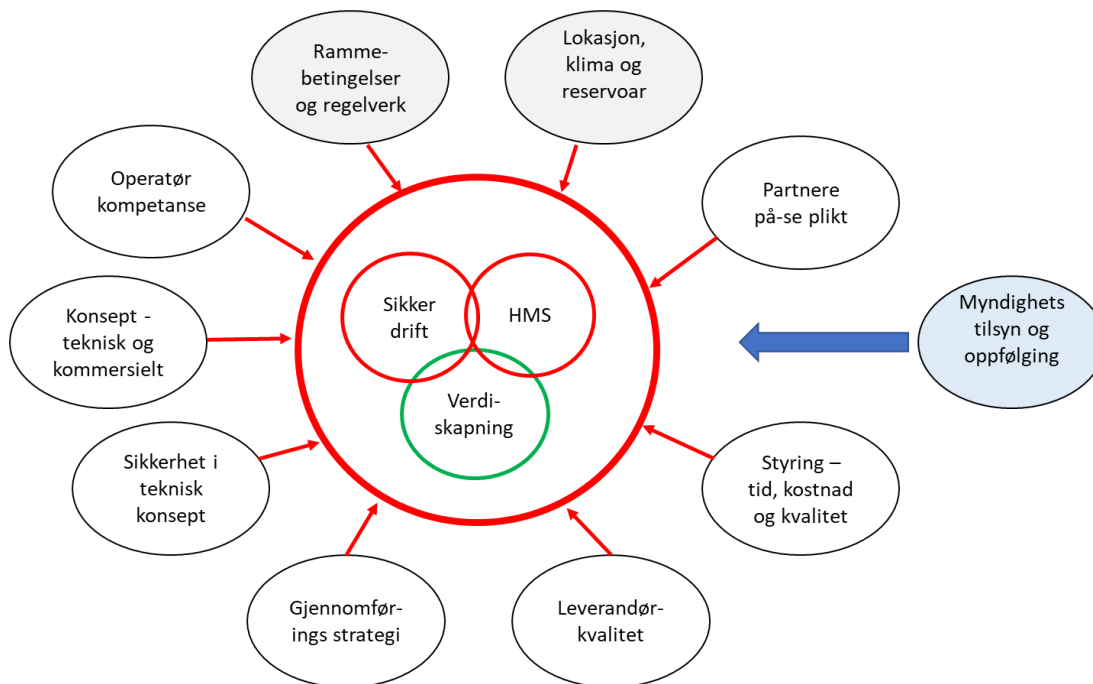 Ramme-
betingelser
og regelverk
Lokasjon,
klima og
reservoar
Operatør
kompetanse
Partnere
på-se plikt
Konsept -
teknisk og
kommersielt
Sikker
drift
HMS
Verdi-
skapning
Myndighets
tilsyn og
oppfølging
Sikkerhet i
teknisk
konsept
Styring –
tid, kostnad
og kvalitet
Gjennomfør-
ings strategi
Leverandør-
kvalitet